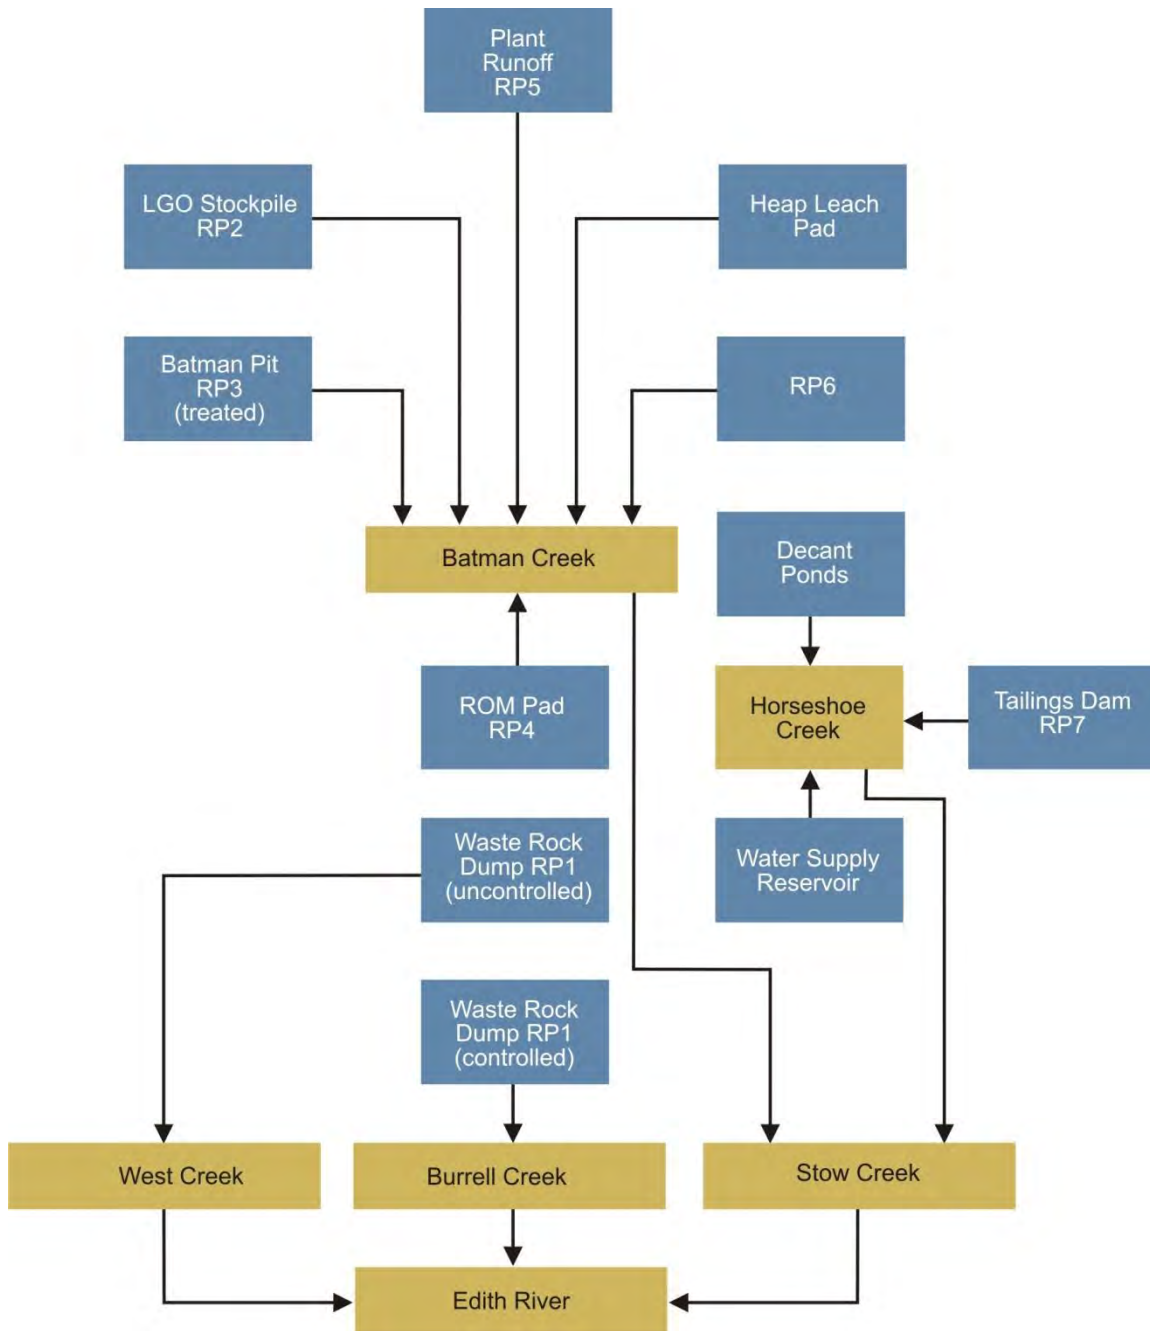 Plant
Runoff
RP5
LGO Stockpile
RP2
Heap Leach
Pad
Batman Pit
RP3
(treated)
RP6
Batman Creek
Decant
Ponds
ROM Pad
RP4
Horseshoe
Creek
Tailings Dam
RP7
Waste Rock
Dump RP1
(uncontrolled)
Water Supply
Reservoir
Waste Rock
Dump RP1
(controlled)
West Creek
Burrell Creek
Stow Creek
Edith River